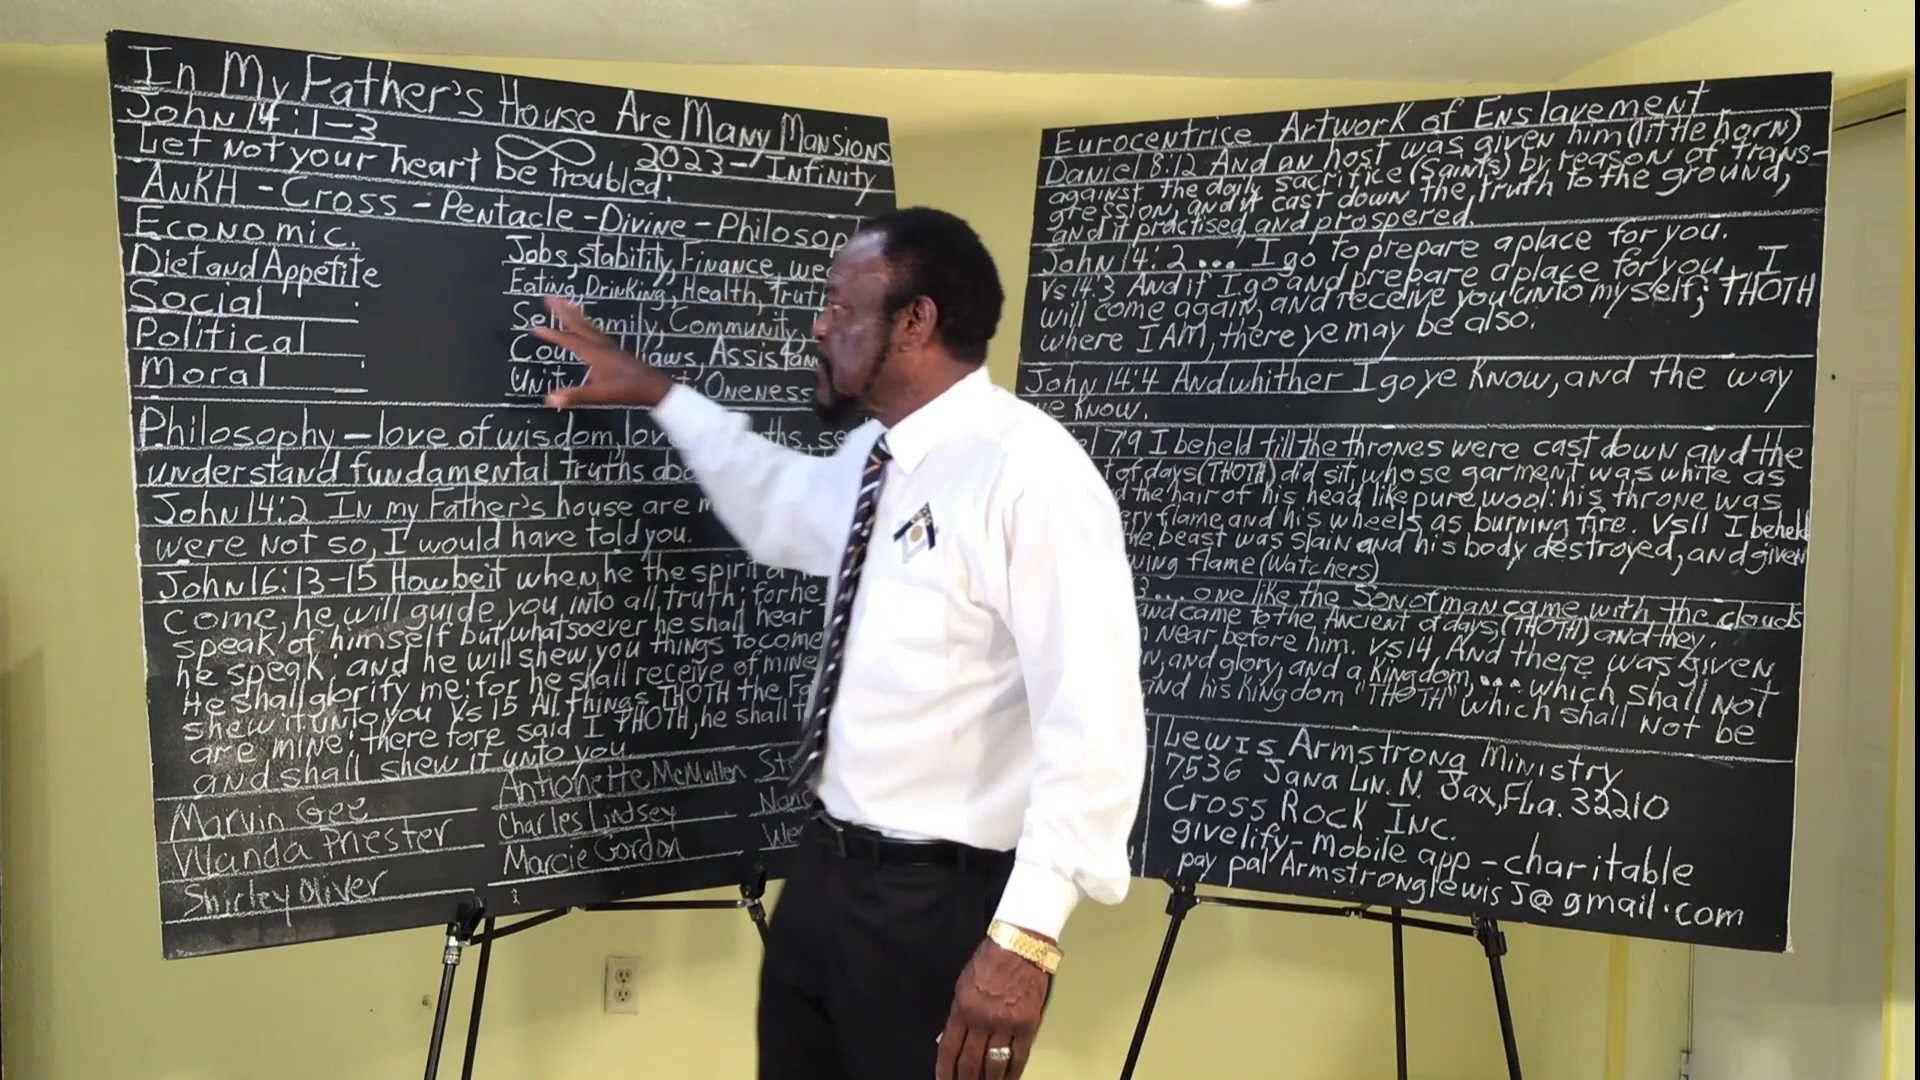 In My Father's House Are Many Mansions
John 14:1-3
2023- Infinity
Let Not your heart be troubled:
ANKH - Cross - Pentacle - Divine - Philosop
Economic.
Jobs, stability, Finance, wea
Diet and Appetite
Eating, Drinking, Health, Truth
Social
Self Family, Community,
Political
Coun laws, Assistan
Moral
Unity Oneness
Philosophy - love of wisdom, love ths, se
understand fundamental truths abo
John 14:2 In my Father's house are m
were not so, I would have told you.
John 16:13-15 Howbeit when he the spirit of
come, he will guide you into all truth; for he
speak of himself but whatsoever he shall hear
he speak: and he will shew you things to come
He shall glorify me: for he shall receive of mine
shew it unto you Vs 15 All things THOTH the Fa
are mine: therefore said I THOTH, he shall t
and shall shew it unto you
Antionette McMullen Ste
Marvin Gee
Charles Lindsey Nanc
Wanda Priester
Marcie Gordon We
Shirley Oliver
Eurocentrice Artwork of Enslavement
Daniel 8:12 And an host was given him (little horn)
against the daily sacrifice (Saints) by reason of trans-
gression, and it cast down the truth to the ground,
and it practised, and prospered.
John 14:2 ... I go to prepare a place for you.
Vs 14:3 And if I go and prepare a place for you, I
will come again, and receive you unto myself; THOTH
where I AM, there ye may be also.
John 14:4 And whither I go ye know, and the way
ye know.
el 7:9 I beheld till the thrones were cast down and the
t of days (THOTH) did sit, whose garment was white as
d the hair of his head like pure wool: his throne was
ery flame, and his wheels as burning fire. Vs 11 I beheld
the beast was slain and his body destroyed, and given
ning flame (Watchers)
3... one like the Son of man came with the clouds
and came to the Ancient of days, (THOTH) and they
n near before him. Vs 14 And there was given
n, and glory, and a kingdom, ... which shall not
and his kingdom "THOTH" which shall not be
Lewis Armstrong Ministry
7536 Jana Ln. N. Jax, Fla. 32210
Cross Rock Inc.
givelify - mobile app - charitable
pay pal ArmstronglewisJ@gmail.com